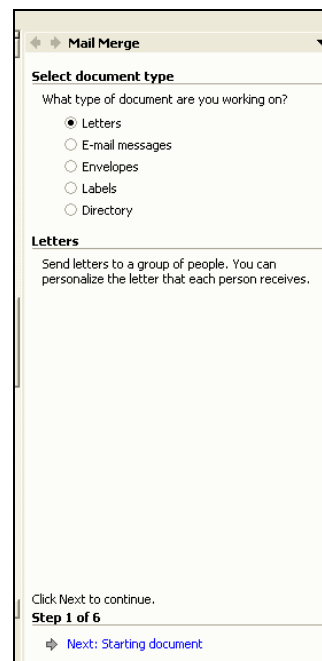 Mail Merge
Select document type
What type of document are you working on?
Letters
E-mail messages
Envelopes
Labels
Directory
Letters
Send letters to a group of people. You can
personalize the letter that each person receives.
Click Next to continue.
Step 1 of 6
Next: Starting document